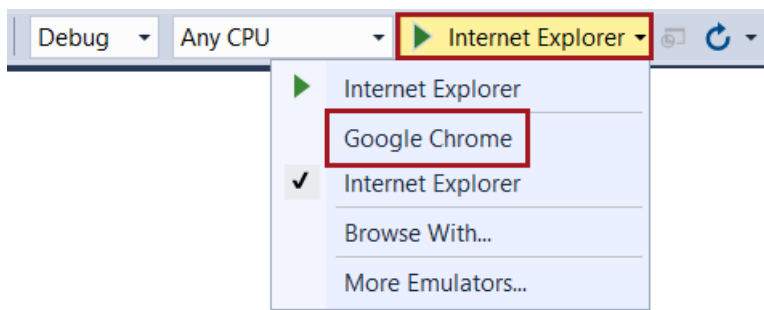 Debug Any CPU Internet Explorer
Internet Explorer
Google Chrome
Internet Explorer
Browse With...
More Emulators...